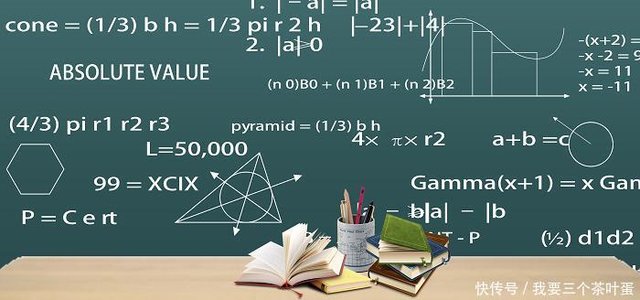 1. |-a| = |a|
cone = (1/3) b h = 1/3 pi r 2 h
|-23|+|4|
2. |a|≥0
-(x+2) =
-x -2 = 9
-x = 11
x = -11
ABSOLUTE VALUE
(n 0)B0 + (n 1)B1 + (n 2)B2
(4/3) pi r1 r2 r3
pyramid = (1/3) b h
4x πx r2
a+b =c
L=50,000
99 = XCIX
Gamma(x+1) = x Gam
P = C e rt
- b|a| - |b
- P
(½) d1d2
快传号 / 我要三个茶叶蛋